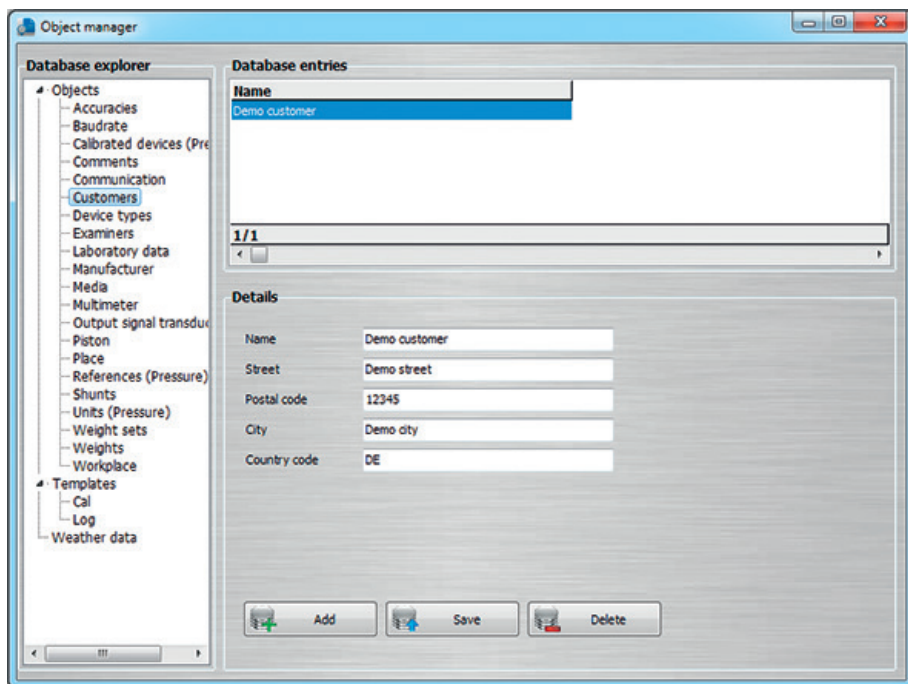 Object manager
Database explorer
Objects
Accuracies
Baudrate
Calibrated devices (Pre
Comments
Communication
Customers
Device types
Examiners
Laboratory data
Manufacturer
Media
Multimeter
Output signal transduc
Piston
Place
References (Pressure)
Shunts
Units (Pressure)
Weight sets
Weights
Workplace
Templates
Cal
Log
Weather data
Database entries
Name
Demo customer
1/1
Details
Name Demo customer
Street Demo street
Postal code 12345
City Demo city
Country code DE
Add Save Delete